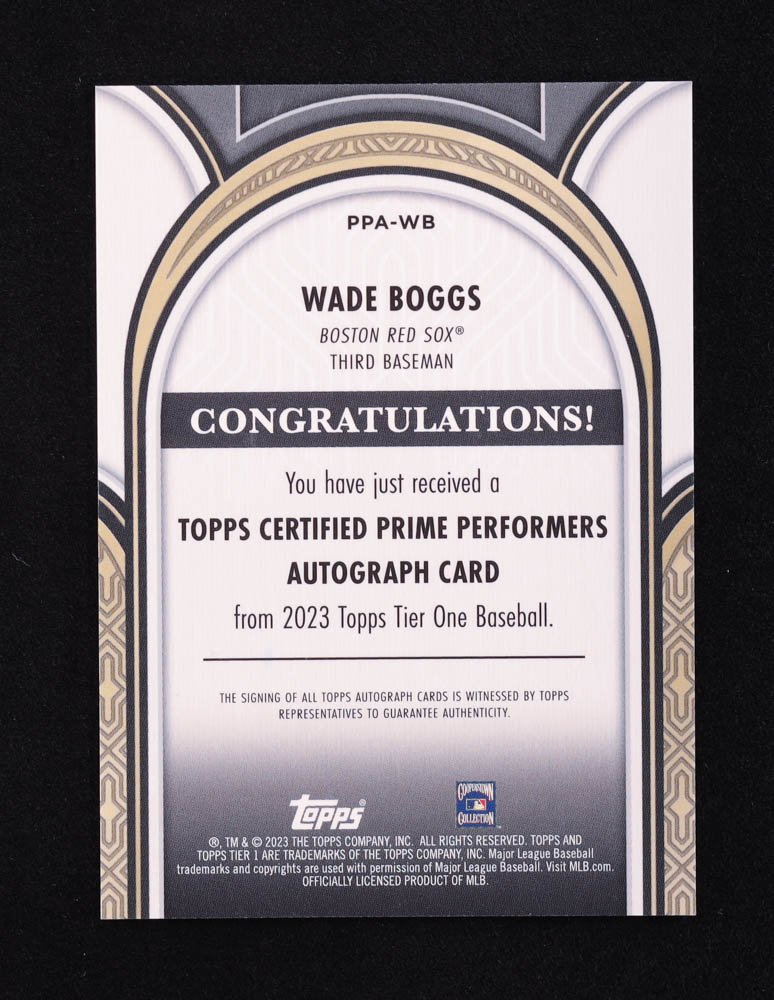 PPA-WB
WADE BOGGS
BOSTON RED SOX®
THIRD BASEMAN
CONGRATULATIONS!
You have just received a
TOPPS CERTIFIED PRIME PERFORMERS
AUTOGRAPH CARD
from 2023 Topps Tier One Baseball.
THE SIGNING OF ALL TOPPS AUTOGRAPH CARDS IS WITNESSED BY TOPPS
REPRESENTATIVES TO GUARANTEE AUTHENTICITY.
topps®
COOPERSTOWN
COLLECTION™
®, TM & © 2023 THE TOPPS COMPANY, INC. ALL RIGHTS RESERVED. TOPPS AND
TOPPS TIER 1 ARE TRADEMARKS OF THE TOPPS COMPANY, INC. Major League Baseball
trademarks and copyrights are used with permission of Major League Baseball. Visit MLB.com.
OFFICIALLY LICENSED PRODUCT OF MLB.